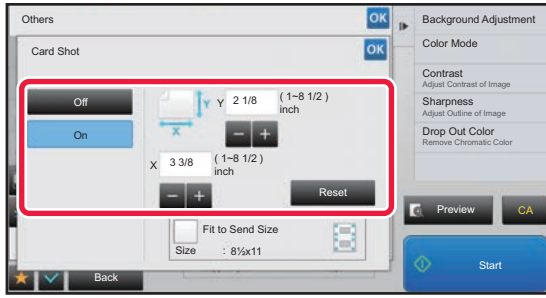 Others
OK
Card Shot
OK
Off
On
Y
Y 2 1/8 ( 1~8 1/2 )
inch
− +
X
X 3 3/8 ( 1~8 1/2 )
inch
− +
Reset
Fit to Send Size
Size : 8½x11
Back
Background Adjustment
Color Mode
Contrast
Adjust Contrast of Image
Sharpness
Adjust Outline of Image
Drop Out Color
Remove Chromatic Color
Preview
CA
Start